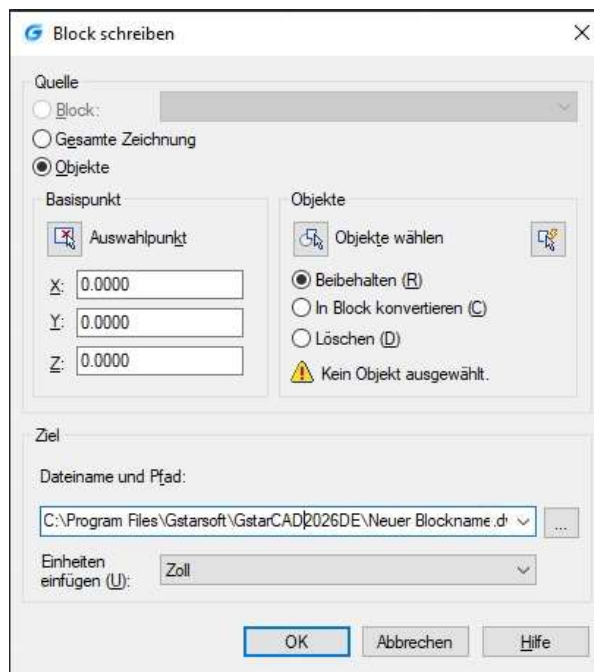 Block schreiben
Quelle
Block:
Gesamte Zeichnung
Objekte
Basispunkt
Auswahlpunkt
X: 0.0000
Y: 0.0000
Z: 0.0000
Objekte
Objekte wählen
Beibehalten (R)
In Block konvertieren (C)
Löschen (D)
Kein Objekt ausgewählt.
Ziel
Dateiname und Pfad:
C:\Program Files\Gstarsoft\GstarCAD2026DE\Neuer Blockname.d
...
Einheiten
einfügen (U):
Zoll
OK Abbrechen Hilfe